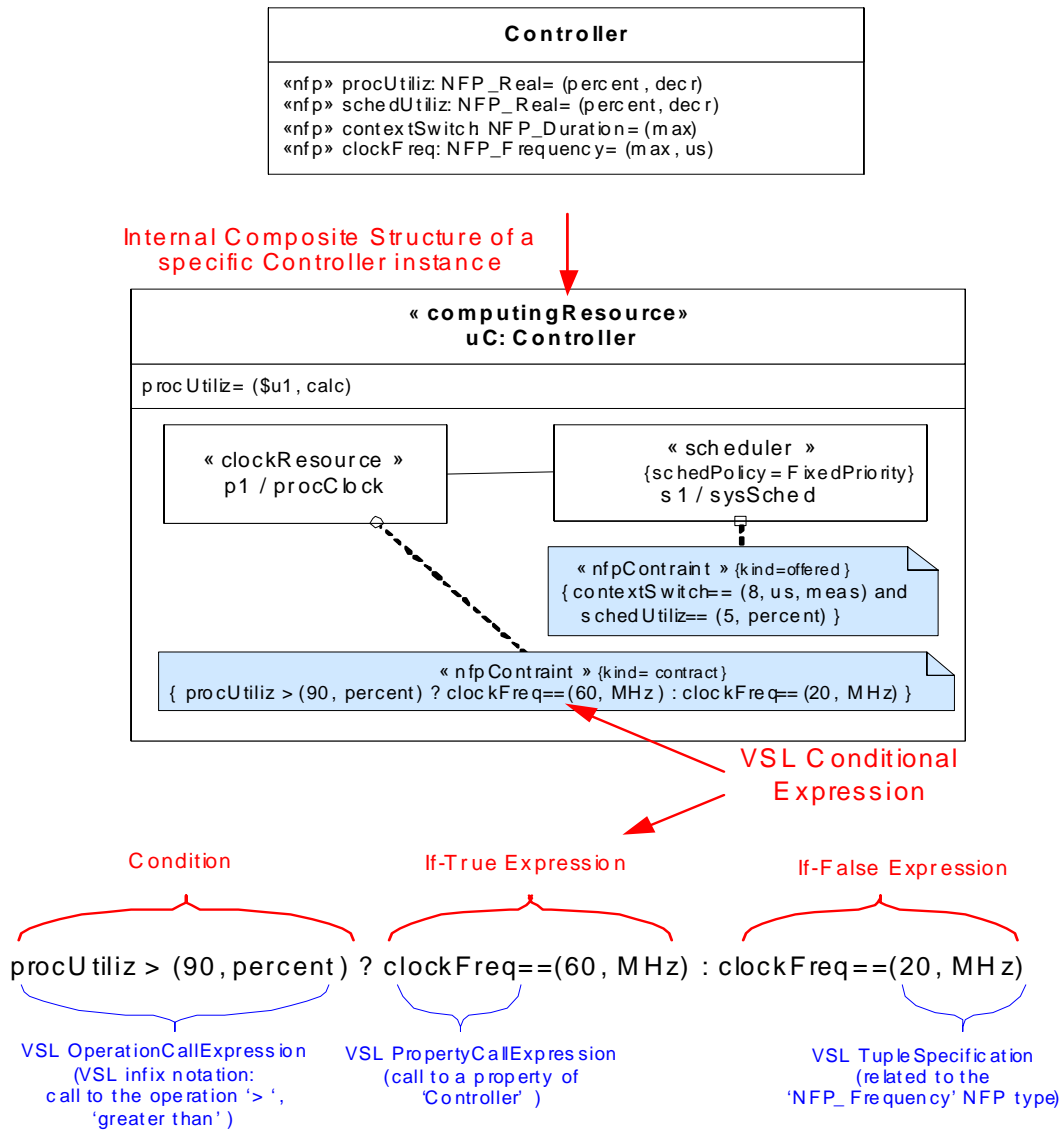 Controller
«nfp» procUtiliz: NFP_Real= (percent, decr)
«nfp» schedUtiliz: NFP_Real= (percent, decr)
«nfp» contextSwitch NFP_Duration= (max)
«nfp» clockFreq: NFP_Frequency= (max, us)
Internal Composite Structure of a
specific Controller instance
« computingResource»
uC: Controller
procUtiliz= ($u1, calc)
« clockResource »
p1 / procClock
« scheduler »
{schedPolicy = FixedPriority}
s1 / sysSched
« nfpContraint » {kind=offered }
{ contextSwitch== (8, us, meas) and
schedUtiliz== (5, percent) }
« nfpContraint » {kind= contract}
{ procUtiliz > (90, percent) ? clockFreq==(60, MHz) : clockFreq== (20, MHz) }
VSL Conditional
Expression
Condition
If-True Expression
If-False Expression
procUtiliz > (90, percent) ? clockFreq==(60, MHz) : clockFreq==(20, MHz)
VSL OperationCallExpression
(VSL infix notation:
call to the operation ‘> ‘,
‘greater than’ )
VSL PropertyCallExpression
(call to a property of
‘Controller’ )
VSL TupleSpecification
(related to the
‘NFP_Frequency’ NFP type)